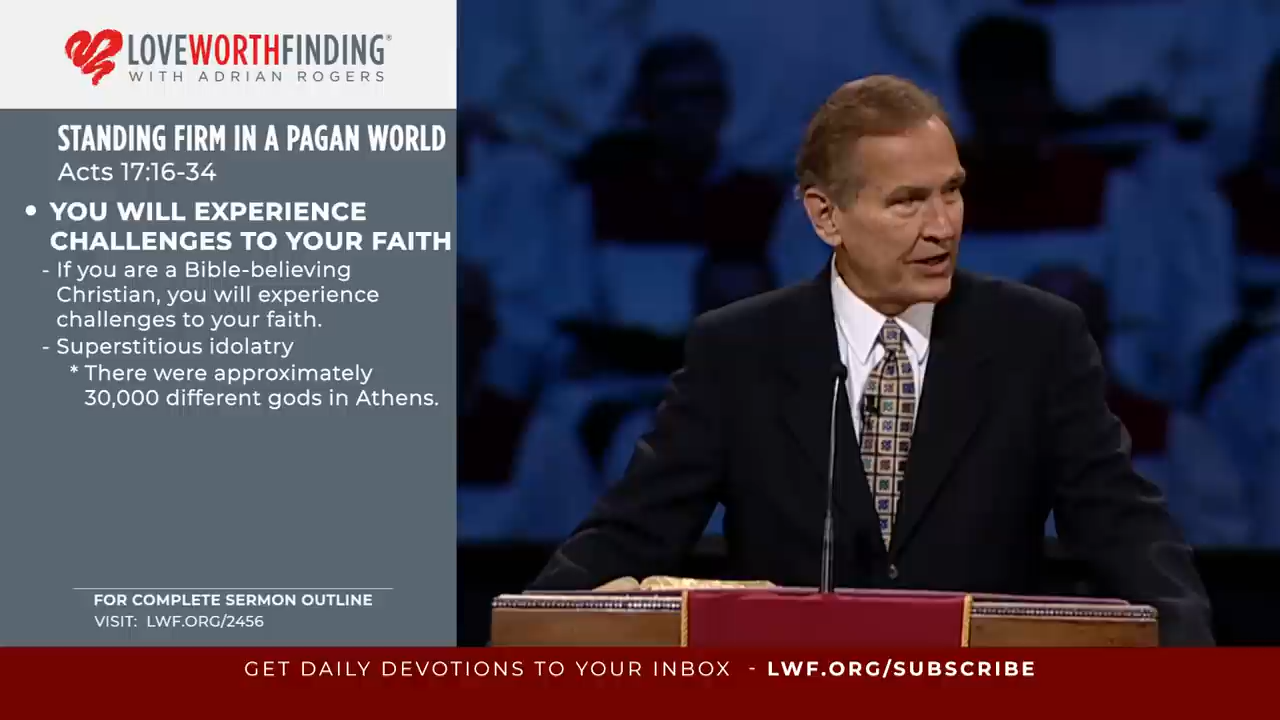 LOVEWORTHFINDING®
WITH ADRIAN ROGERS
STANDING FIRM IN A PAGAN WORLD
Acts 17:16-34
• YOU WILL EXPERIENCE
CHALLENGES TO YOUR FAITH
- If you are a Bible-believing
Christian, you will experience
challenges to your faith.
- Superstitious idolatry
* There were approximately
30,000 different gods in Athens.
FOR COMPLETE SERMON OUTLINE
VISIT: LWF.ORG/2456
GET DAILY DEVOTIONS TO YOUR INBOX - LWF.ORG/SUBSCRIBE